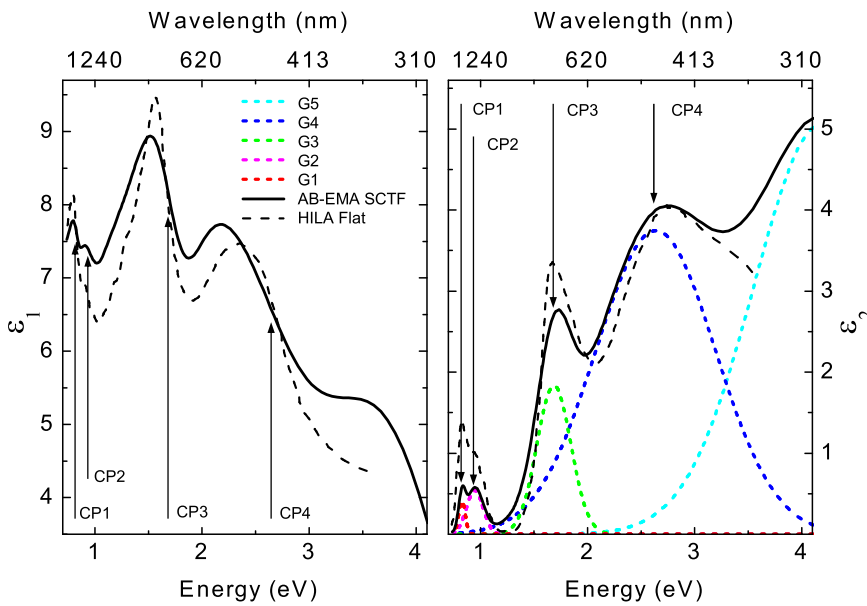 Wavelength (nm)
1240 620 413 310
9
8
7
6
5
4
ε1
G5
G4
G3
G2
G1
AB-EMA SCTF
HILA Flat
CP2
CP1
CP3
CP4
1 2 3 4
Energy (eV)
Wavelength (nm)
1240 620 413 310
CP1
CP3
CP4
CP2
5
4
3
2
1
ε2
1 2 3 4
Energy (eV)